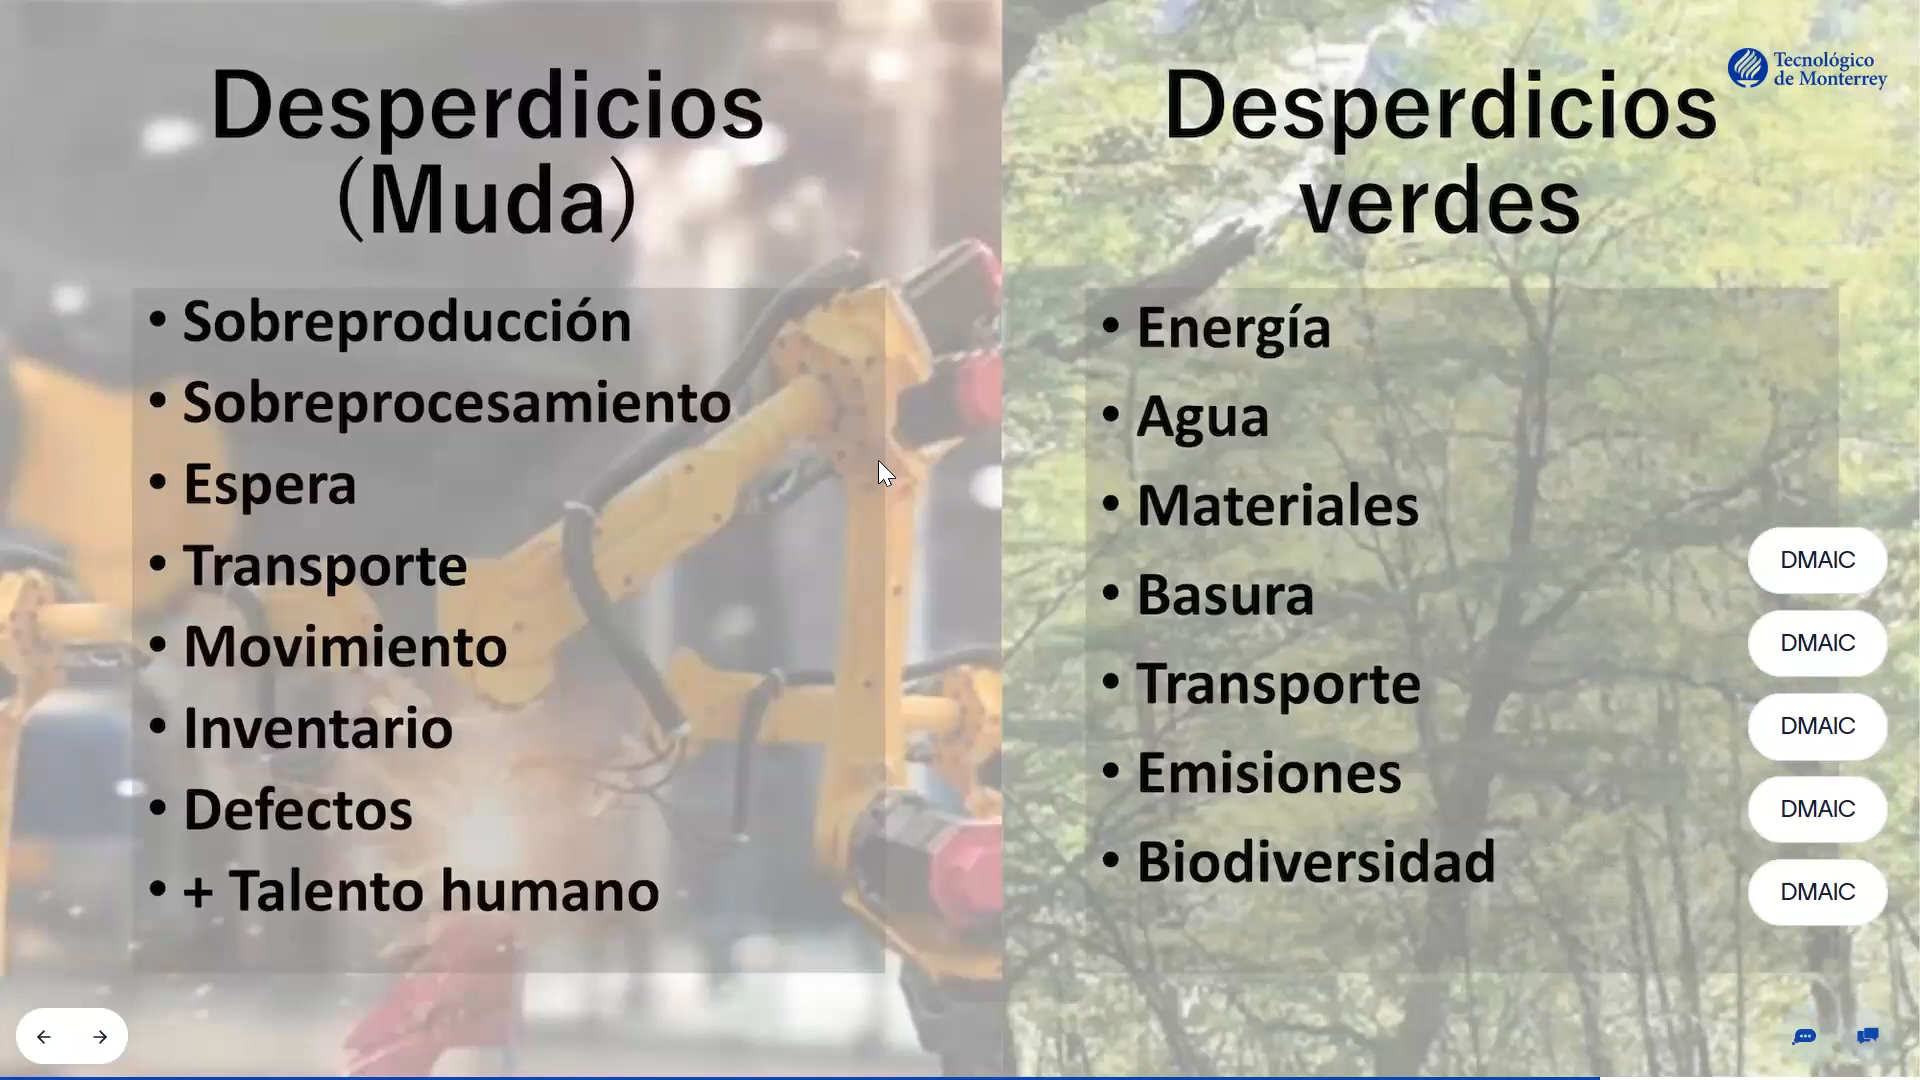 Desperdicios
(Muda)
• Sobreproducción
• Sobreprocesamiento
• Espera
• Transporte
• Movimiento
• Inventario
• Defectos
• + Talento humano
Desperdicios
verdes
• Energía
• Agua
• Materiales
• Basura
• Transporte
• Emisiones
• Biodiversidad
Tecnológico
de Monterrey
DMAIC
DMAIC
DMAIC
DMAIC
DMAIC